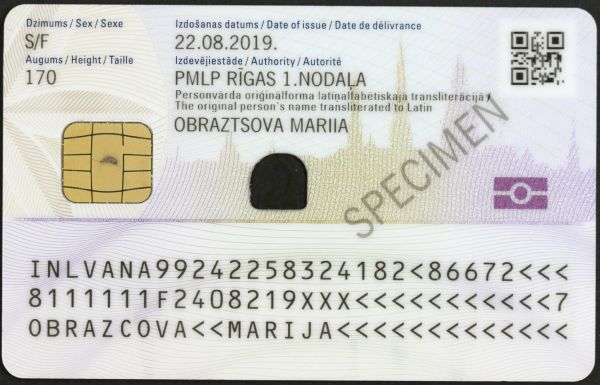 Dzimums / Sex / Sexe
S/F
Augums / Height / Taille
170
Izdošanas datums / Date of issue / Date de délivrance
22.08.2019.
Izdevējiestāde / Authority / Autorité
PMLP RĪGAS 1.NODAĻA
Personvārda oriģinālforma latīņalfabētiskajā transliterācijā /
The original person's name transliterated to Latin
OBRAZTSOVA MARIIA
SPECIMEN
INLVANA99242258324182<86672<<<
8111111F2408219XXX<<<<<<<<<<<7
OBRAZCOVA<<MARIJA<<<<<<<<<<<<<